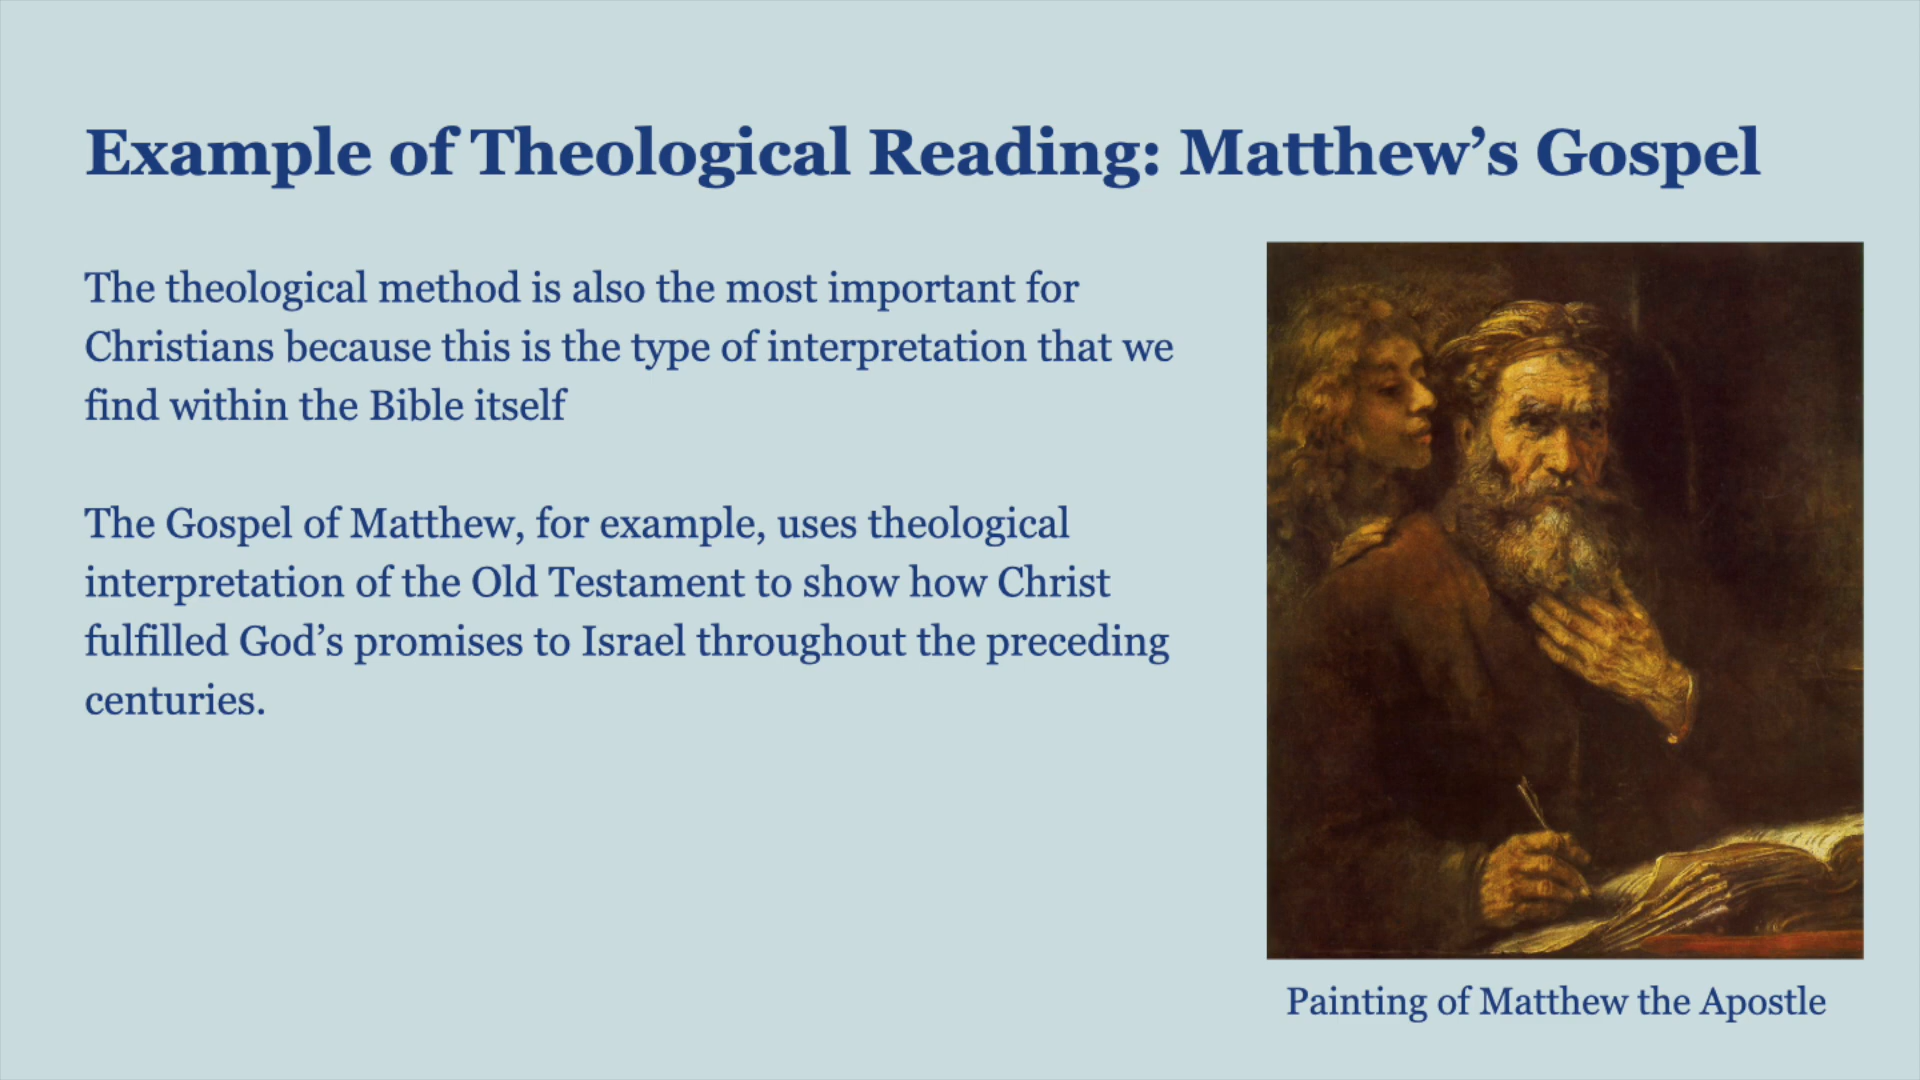 Example of Theological Reading: Matthew’s Gospel
The theological method is also the most important for
Christians because this is the type of interpretation that we
find within the Bible itself
The Gospel of Matthew, for example, uses theological
interpretation of the Old Testament to show how Christ
fulfilled God’s promises to Israel throughout the preceding
centuries.
Painting of Matthew the Apostle